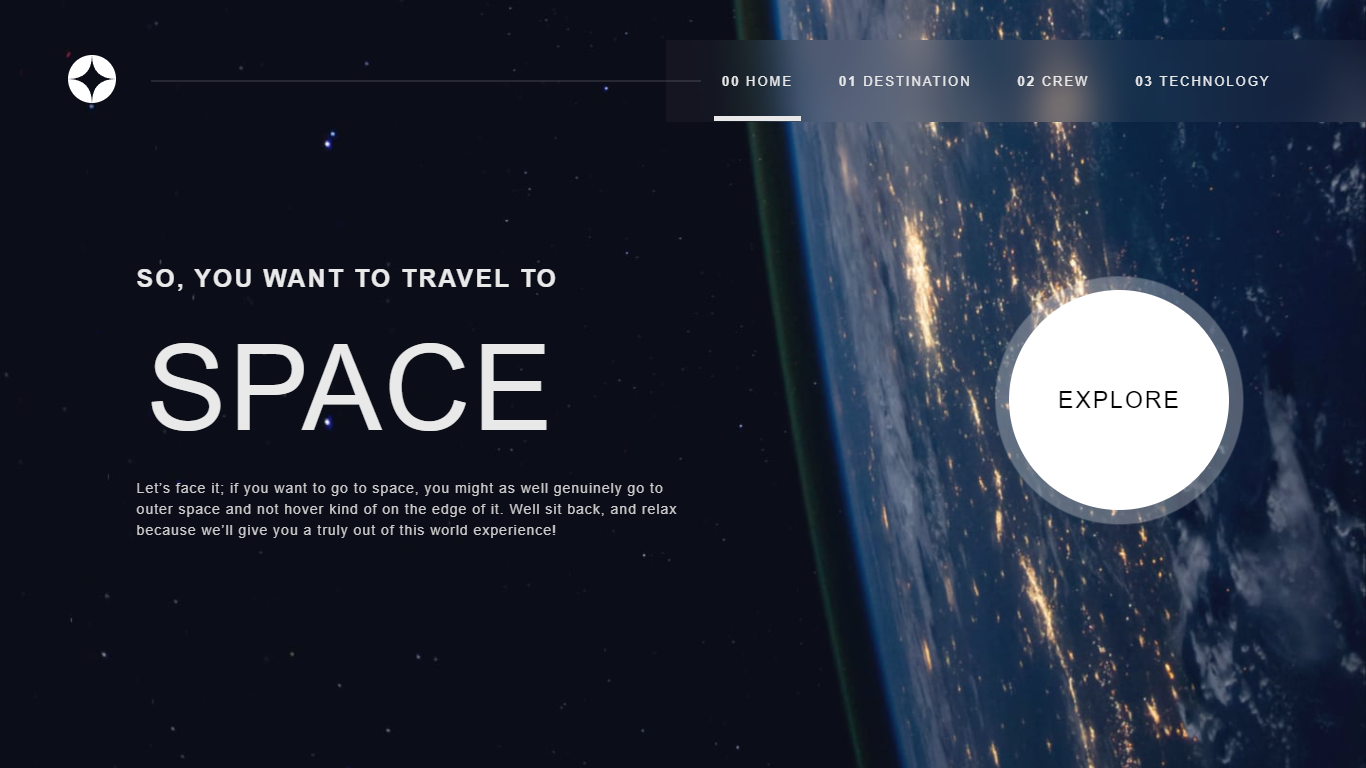 00 HOME 01 DESTINATION 02 CREW 03 TECHNOLOGY
SO, YOU WANT TO TRAVEL TO
SPACE
EXPLORE
Let’s face it; if you want to go to space, you might as well genuinely go to
outer space and not hover kind of on the edge of it. Well sit back, and relax
because we’ll give you a truly out of this world experience!